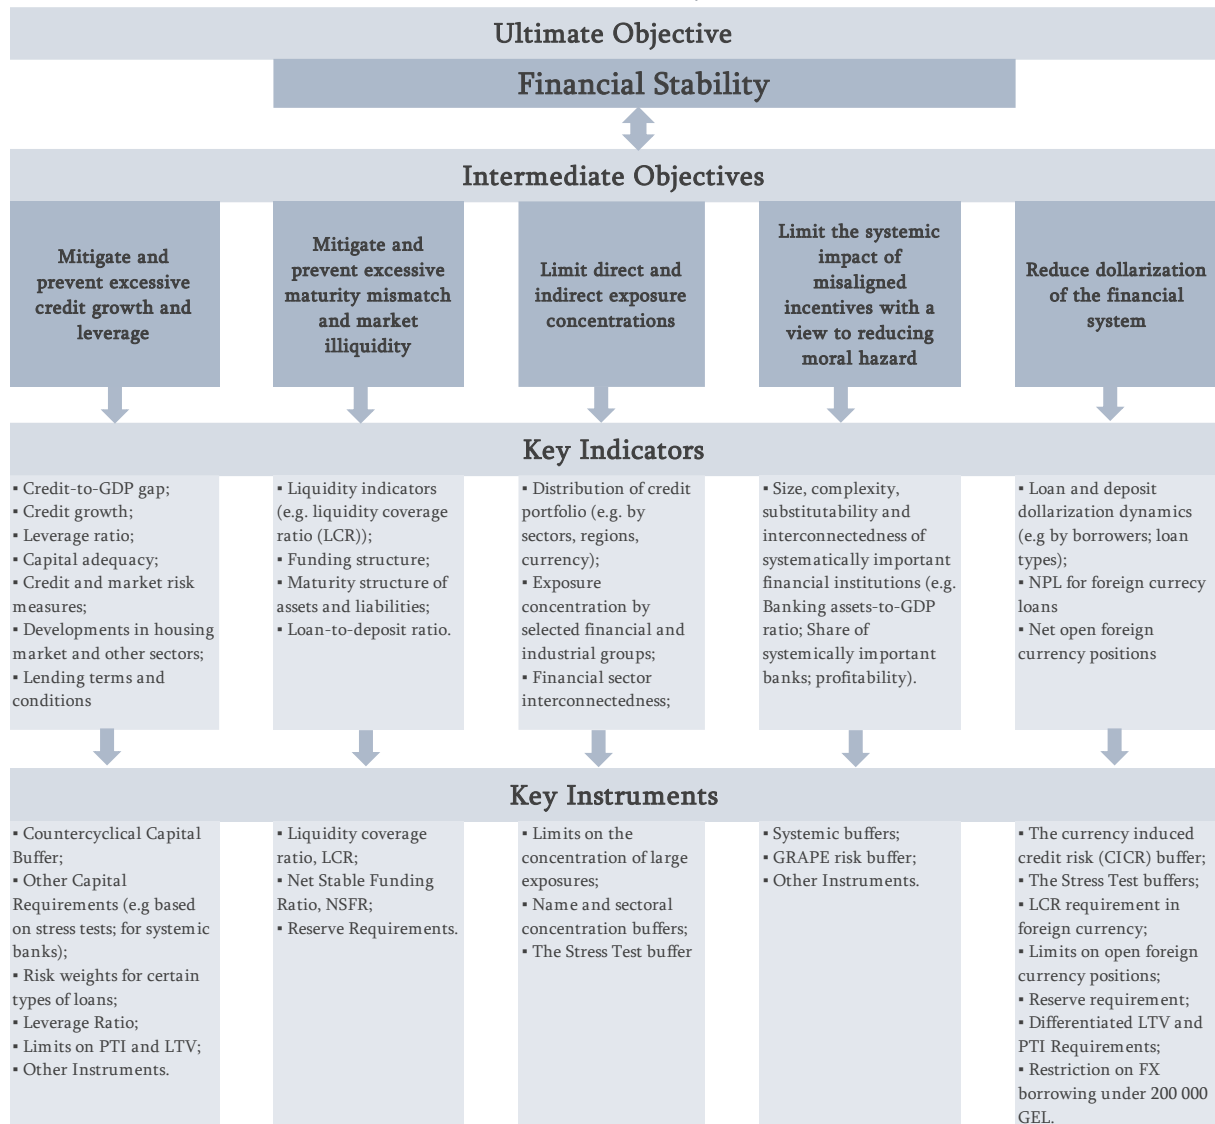 Ultimate Objective
Financial Stability
Intermediate Objectives
Mitigate and
prevent excessive
credit growth and
leverage
Mitigate and
prevent excessive
maturity mismatch
and market
illiquidity
Limit direct and
indirect exposure
concentrations
Limit the systemic
impact of
misaligned
incentives with a
view to reducing
moral hazard
Reduce dollarization
of the financial
system
Key Indicators
▪ Credit-to-GDP gap;
▪ Credit growth;
▪ Leverage ratio;
▪ Capital adequacy;
▪ Credit and market risk
measures;
▪ Developments in housing
market and other sectors;
▪ Lending terms and
conditions
▪ Liquidity indicators
(e.g. liquidity coverage
ratio (LCR));
▪ Funding structure;
▪ Maturity structure of
assets and liabilities;
▪ Loan-to-deposit ratio.
▪ Distribution of credit
portfolio (e.g. by
sectors, regions,
currency);
▪ Exposure
concentration by
selected financial and
industrial groups;
▪ Financial sector
interconnectedness;
▪ Size, complexity,
substitutability and
interconnectedness of
systematically important
financial institutions (e.g.
Banking assets-to-GDP
ratio; Share of
systemically important
banks; profitability).
▪ Loan and deposit
dollarization dynamics
(e.g by borrowers; loan
types);
▪ NPL for foreign currecy
loans
▪ Net open foreign
currency positions
Key Instruments
▪ Countercyclical Capital
Buffer;
▪ Other Capital
Requirements (e.g based
on stress tests; for systemic
banks);
▪ Risk weights for certain
types of loans;
▪ Leverage Ratio;
▪ Limits on PTI and LTV;
▪ Other Instruments.
▪ Liquidity coverage
ratio, LCR;
▪ Net Stable Funding
Ratio, NSFR;
▪ Reserve Requirements.
▪ Limits on the
concentration of large
exposures;
▪ Name and sectoral
concentration buffers;
▪ The Stress Test buffer
▪ Systemic buffers;
▪ GRAPE risk buffer;
▪ Other Instruments.
▪ The currency induced
credit risk (CICR) buffer;
▪ The Stress Test buffers;
▪ LCR requirement in
foreign currency;
▪ Limits on open foreign
currency positions;
▪ Reserve requirement;
▪ Differentiated LTV and
PTI Requirements;
▪ Restriction on FX
borrowing under 200 000
GEL.